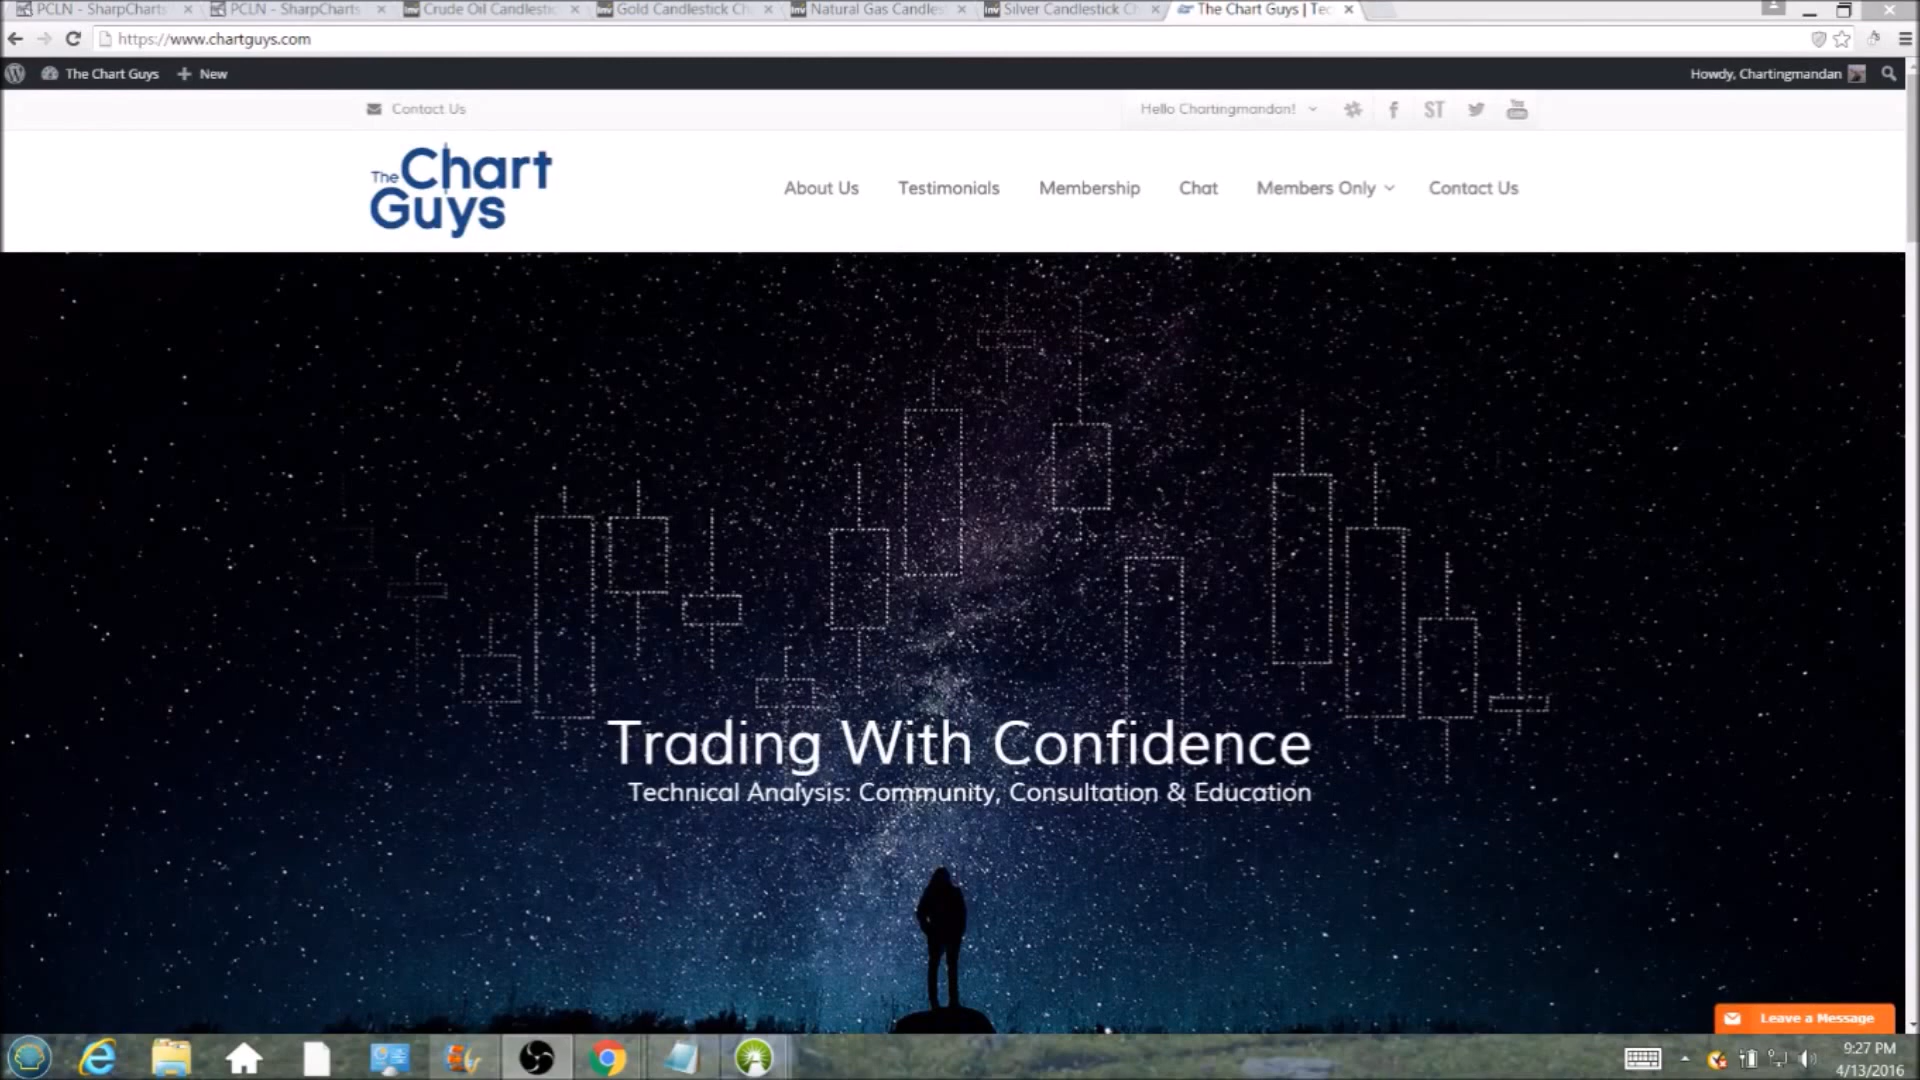 PCLN - SharpCharts
PCLN - SharpCharts
Crude Oil Candlestic
Gold Candlestick Ch
Natural Gas Candles
Silver Candlestick Ch
The Chart Guys | Tec
https://www.chartguys.com
The Chart Guys
New
Howdy, Chartingmandan
Contact Us
Hello Chartingmandan!
ST
The Chart Guys
About Us
Testimonials
Membership
Chat
Members Only
Contact Us
Trading With Confidence
Technical Analysis: Community, Consultation & Education
Leave a Message
9:27 PM
4/13/2016